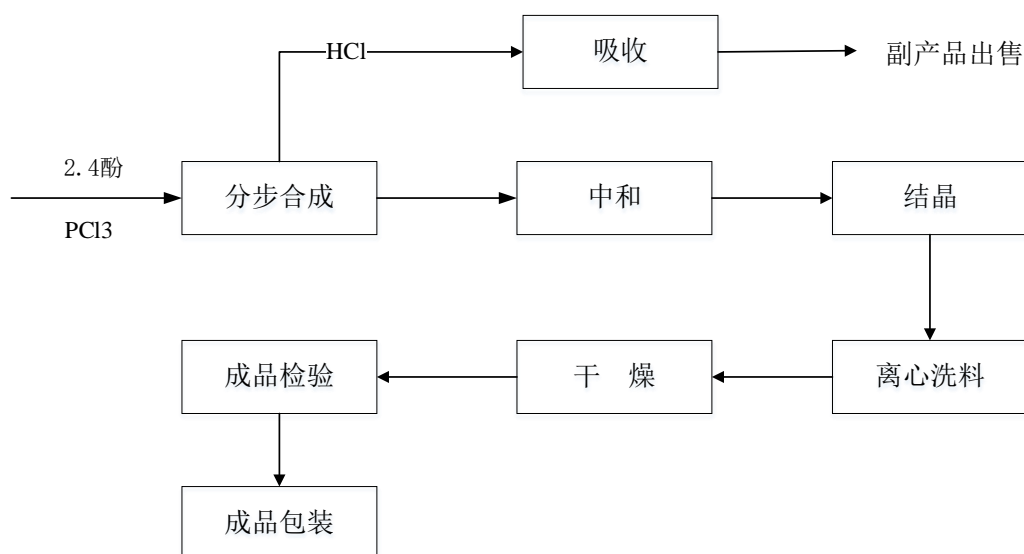 HCl
吸收
副产品出售
2.4酚
PCl3
分步合成
中和
结晶
成品检验
干 燥
离心洗料
成品包装